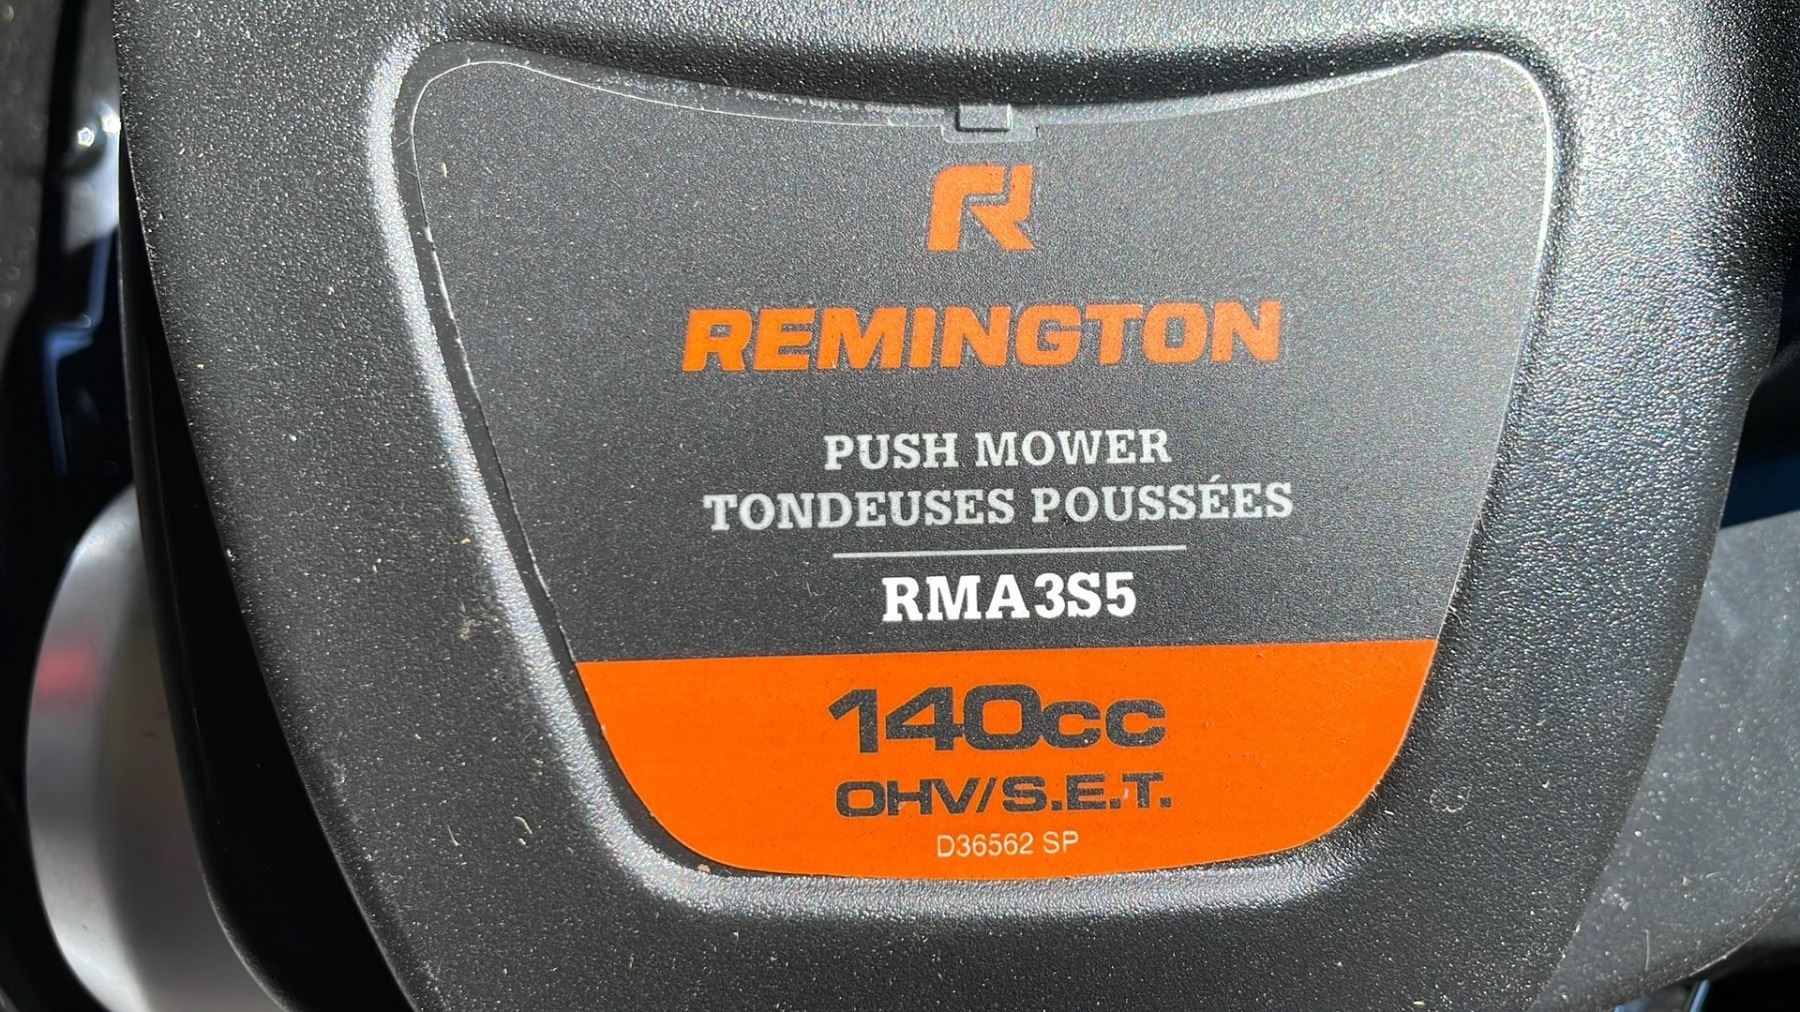 REMINGTON
PUSH MOWER
TONDEUSES POUSSÉES
RMA3S5
140cc
OHV/S.E.T.
D36562 SP